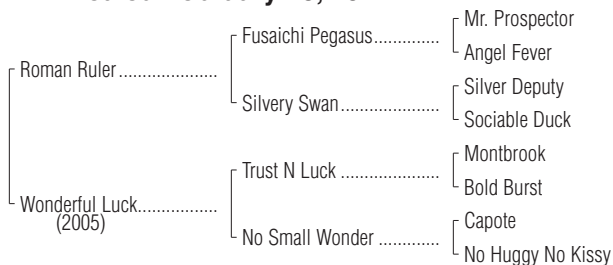 Mr. Prospector
Fusaichi Pegasus..............
Angel Fever
Roman Ruler.....................
Silver Deputy
Silvery Swan.....................
Sociable Duck
Montbrook
Trust N Luck .....................
Bold Burst
Wonderful Luck.................
(2005)
Capote
No Small Wonder .............
No Huggy No Kissy